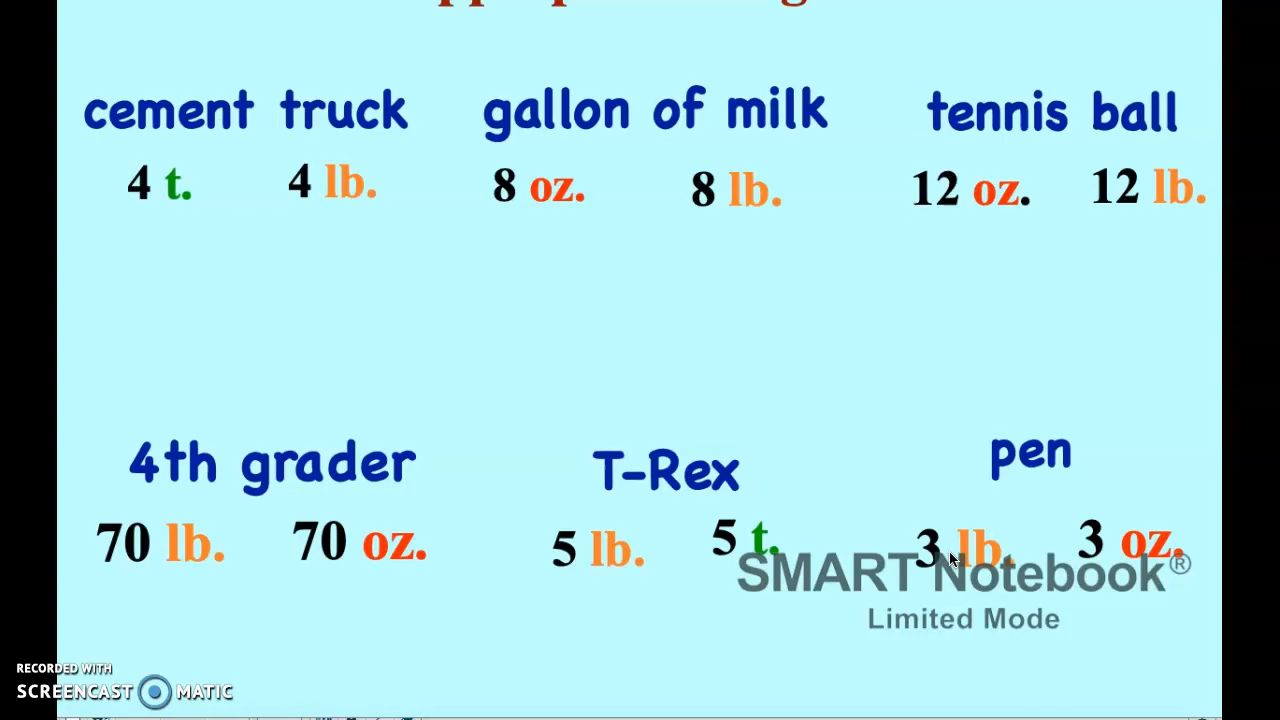 cement truck gallon of milk tennis ball
4 t. 4 lb. 8 oz. 8 lb. 12 oz. 12 lb.
4th grader T-Rex pen
70 lb. 70 oz. 5 lb. 5 t. 3 lb. 3 oz.
SMART Notebook®
Limited Mode
RECORDED WITH
SCREENCAST MATIC